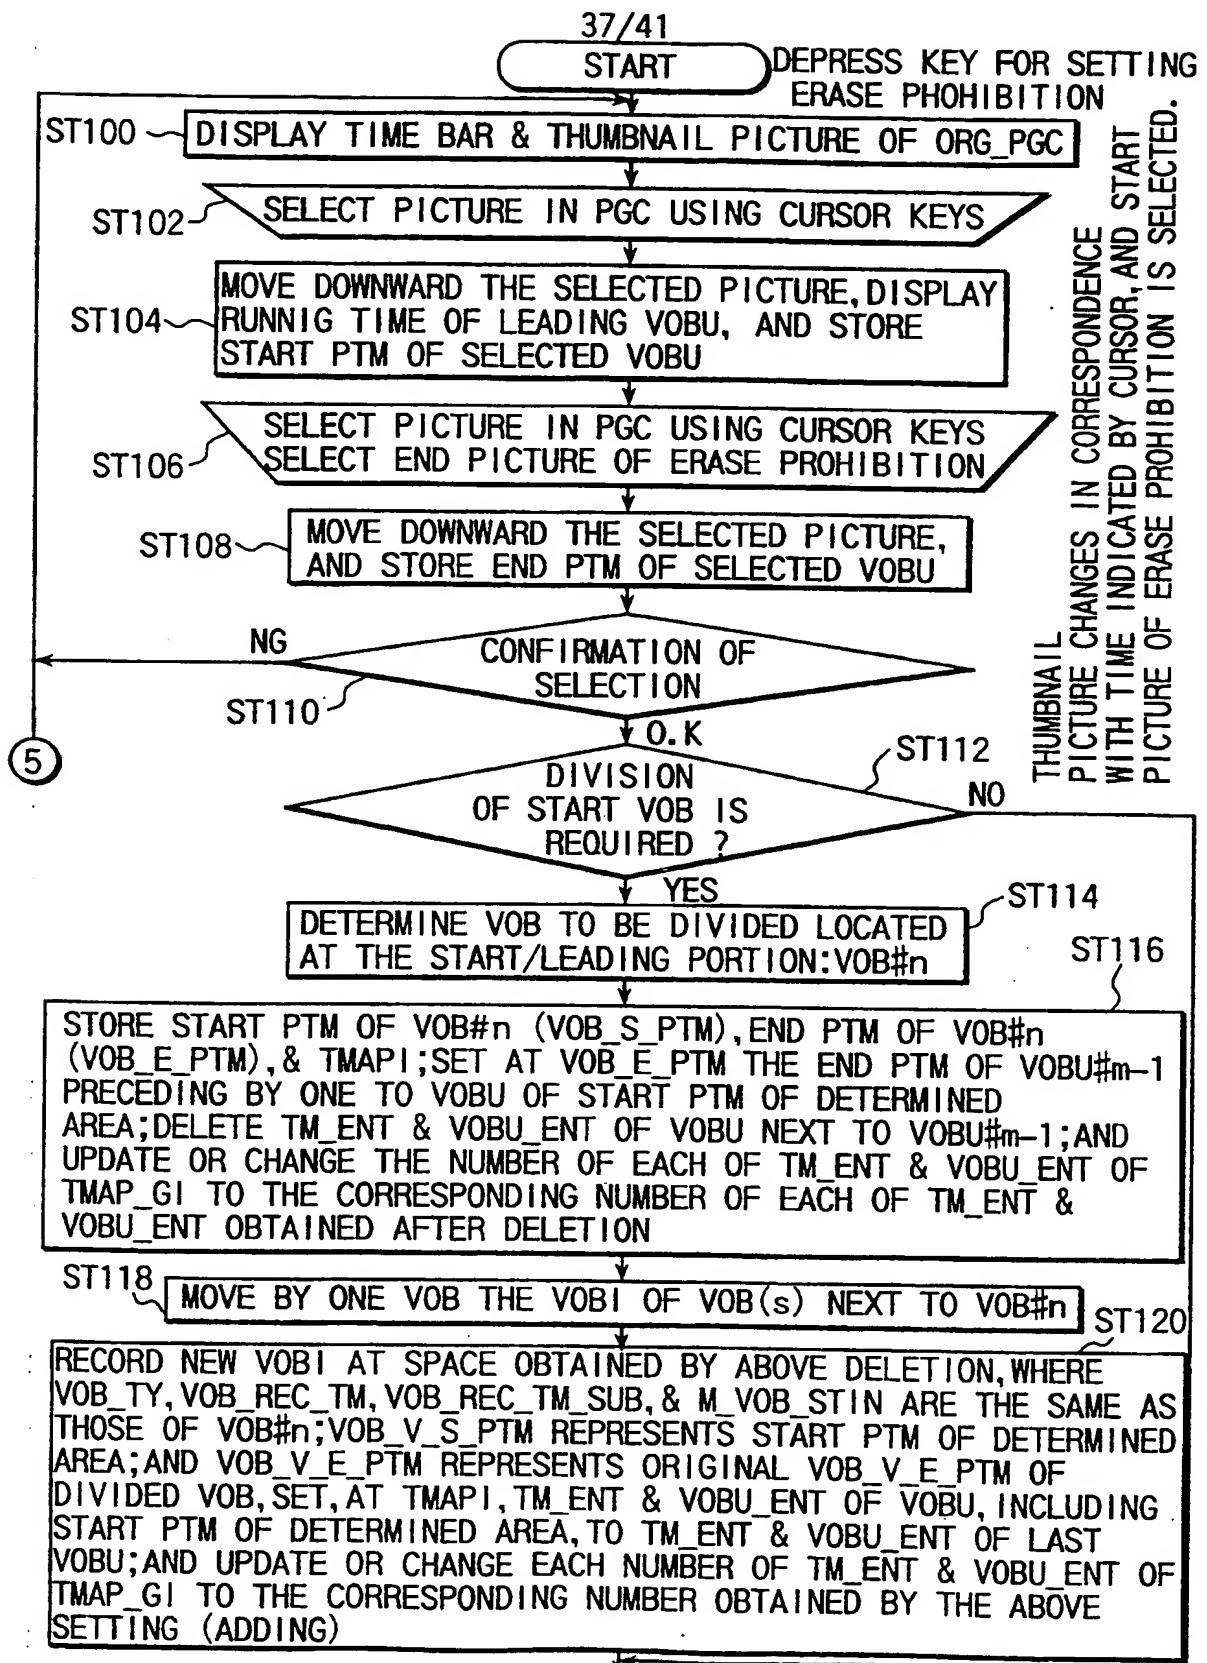 37/41
START
DEPRESS KEY FOR SETTING
ERASE PHOHIBITION
ST100
DISPLAY TIME BAR & THUMBNAIL PICTURE OF ORG_PGC
ST102
SELECT PICTURE IN PGC USING CURSOR KEYS
THUMBNAIL
PICTURE CHANGES IN CORRESPONDENCE
WITH TIME INDICATED BY CURSOR, AND START
PICTURE OF ERASE PROHIBITION IS SELECTED.
ST104
MOVE DOWNWARD THE SELECTED PICTURE, DISPLAY
RUNNIG TIME OF LEADING VOBU, AND STORE
START PTM OF SELECTED VOBU
ST106
SELECT PICTURE IN PGC USING CURSOR KEYS
SELECT END PICTURE OF ERASE PROHIBITION
ST108
MOVE DOWNWARD THE SELECTED PICTURE,
AND STORE END PTM OF SELECTED VOBU
NG
CONFIRMATION OF
SELECTION
ST110
O.K
5
ST112
DIVISION
OF START VOB IS
REQUIRED ?
NO
YES
ST114
DETERMINE VOB TO BE DIVIDED LOCATED
AT THE START/LEADING PORTION:VOB#n
ST116
STORE START PTM OF VOB#n (VOB_S_PTM), END PTM OF VOB#n
(VOB_E_PTM), & TMAPI;SET AT VOB_E_PTM THE END PTM OF VOBU#m-1
PRECEDING BY ONE TO VOBU OF START PTM OF DETERMINED
AREA;DELETE TM_ENT & VOBU_ENT OF VOBU NEXT TO VOBU#m-1;AND
UPDATE OR CHANGE THE NUMBER OF EACH OF TM_ENT & VOBU_ENT OF
TMAP_GI TO THE CORRESPONDING NUMBER OF EACH OF TM_ENT &
VOBU_ENT OBTAINED AFTER DELETION
ST118
MOVE BY ONE VOB THE VOBI OF VOB(s) NEXT TO VOB#n
ST120
RECORD NEW VOBI AT SPACE OBTAINED BY ABOVE DELETION, WHERE
VOB_TY, VOB_REC_TM, VOB_REC_TM_SUB, & M_VOB_STIN ARE THE SAME AS
THOSE OF VOB#n;VOB_V_S_PTM REPRESENTS START PTM OF DETERMINED
AREA;AND VOB_V_E_PTM REPRESENTS ORIGINAL VOB_V_E_PTM OF
DIVIDED VOB, SET, AT TMAPI, TM_ENT & VOBU_ENT OF VOBU, INCLUDING
START PTM OF DETERMINED AREA, TO TM_ENT & VOBU_ENT OF LAST
VOBU;AND UPDATE OR CHANGE EACH NUMBER OF TM_ENT & VOBU_ENT OF
TMAP_GI TO THE CORRESPONDING NUMBER OBTAINED BY THE ABOVE
SETTING (ADDING)